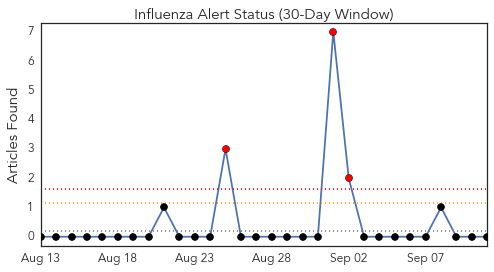 Influenza Alert Status (30-Day Window)
Articles Found
7
6
5
4
3
2
1
0
Aug 13 Aug 18 Aug 23 Aug 28 Sep 02 Sep 07